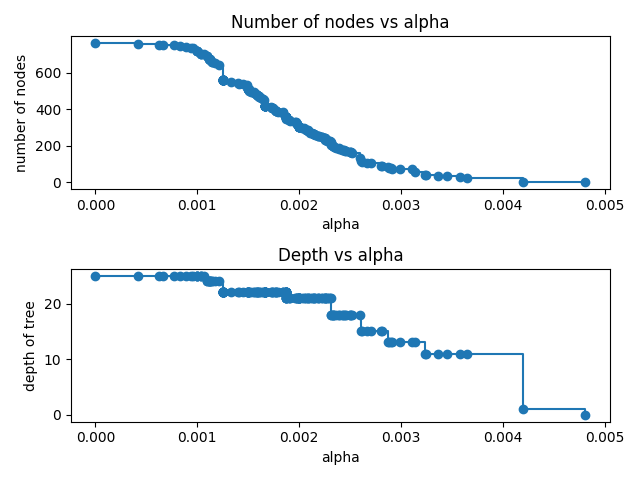 Number of nodes vs alpha
number of nodes
600
400
200
0
0.000 0.001 0.002 0.003 0.004 0.005
alpha
Depth vs alpha
depth of tree
20
10
0
0.000 0.001 0.002 0.003 0.004 0.005
alpha